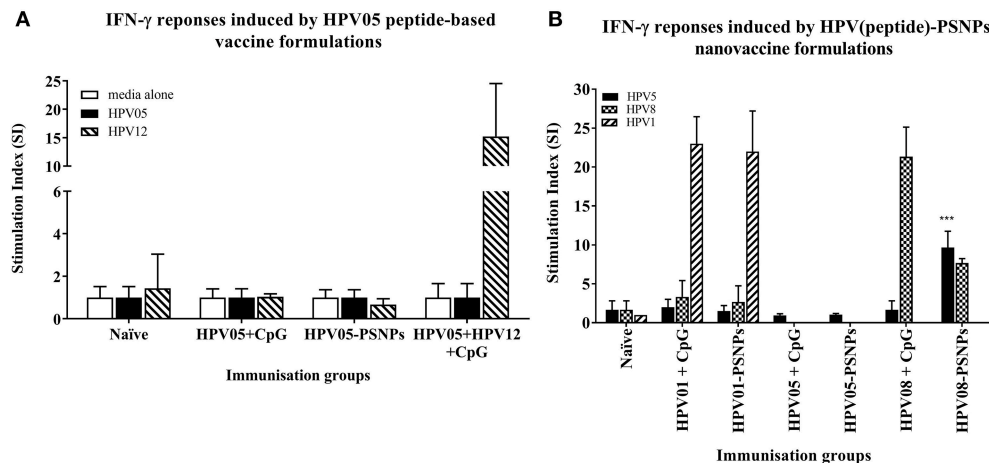 A
IFN-γ reponses induced by HPV05 peptide-based
vaccine formulations
Stimulation Index (SI)
25
20
15
10
6
4
2
0
media alone
HPV05
HPV12
Naïve
HPV05+CpG
HPV05-PSNPs
HPV05+HPV12
+CpG
Immunisation groups
B
IFN-γ reponses induced by HPV(peptide)-PSNPs
nanovaccine formulations
Stimulation Index (SI)
30
25
20
15
10
5
0
HPV5
HPV8
HPV1
***
Naïve
HPV01 + CpG
HPV01-PSNPs
HPV05 + CpG
HPV05-PSNPs
HPV08 + CpG
HPV08-PSNPs
Immunisation groups